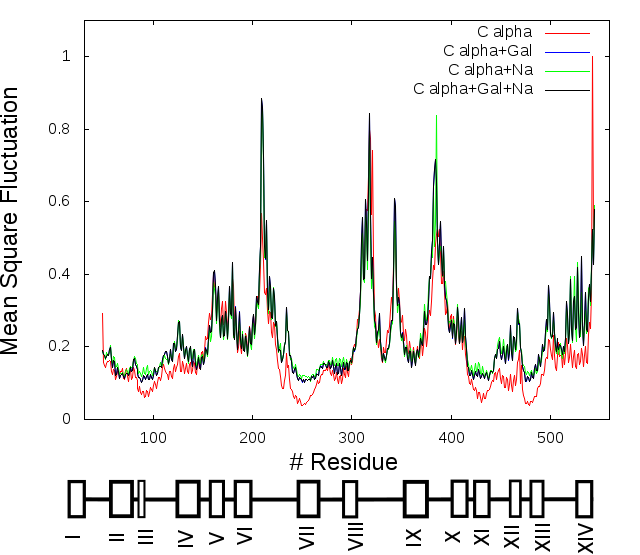 C alpha
C alpha+Gal
C alpha+Na
C alpha+Gal+Na
Mean Square Fluctuation
1
0.8
0.6
0.4
0.2
0
100 200 300 400 500
# Residue
I II III IV V VI VII VIII IX X XI XII XIII XIV